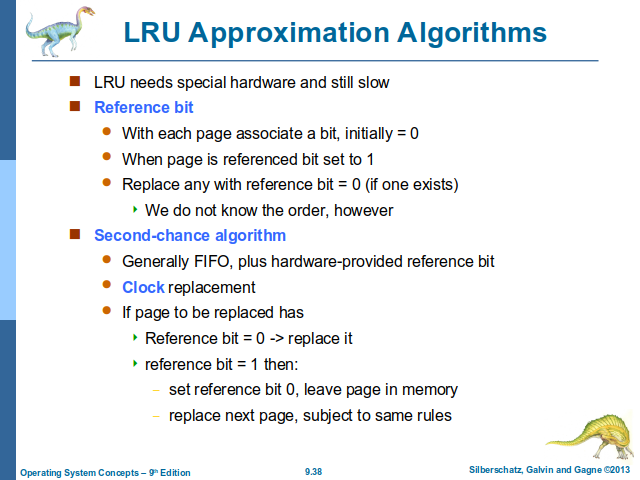 LRU Approximation Algorithms
LRU needs special hardware and still slow
Reference bit
With each page associate a bit, initially = 0
When page is referenced bit set to 1
Replace any with reference bit = 0 (if one exists)
We do not know the order, however
Second-chance algorithm
Generally FIFO, plus hardware-provided reference bit
Clock replacement
If page to be replaced has
Reference bit = 0 -> replace it
reference bit = 1 then:
– set reference bit 0, leave page in memory
– replace next page, subject to same rules
Operating System Concepts – 9th Edition
9.38
Silberschatz, Galvin and Gagne ©2013